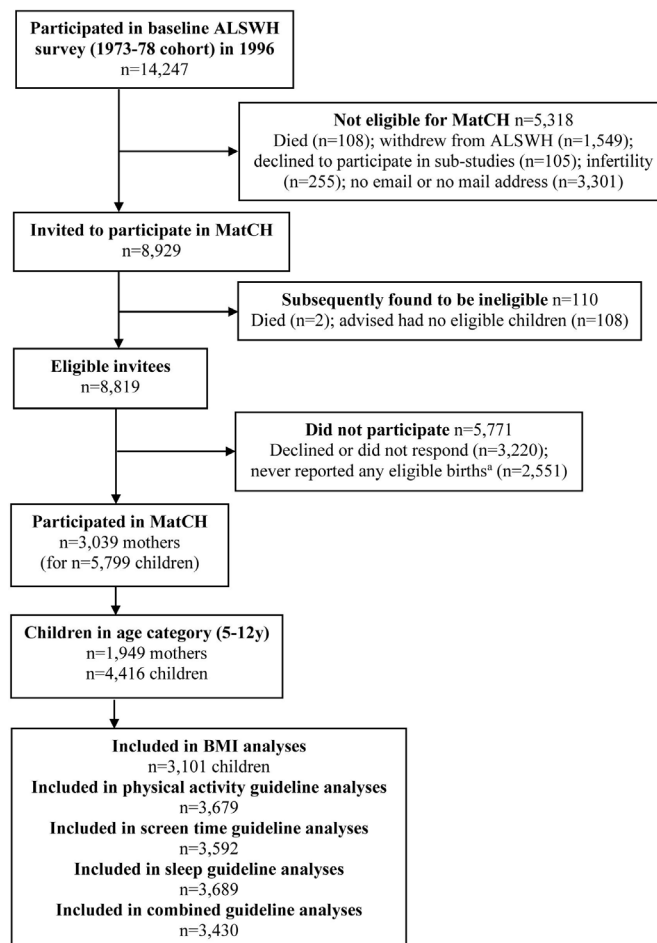 Participated in baseline ALSWH
survey (1973-78 cohort) in 1996
n=14,247
Not eligible for MatCH n=5,318
Died (n=108); withdrew from ALSWH (n=1,549);
declined to participate in sub-studies (n=105); infertility
(n=255); no email or no mail address (n=3,301)
Invited to participate in MatCH
n=8,929
Subsequently found to be ineligible n=110
Died (n=2); advised had no eligible children (n=108)
Eligible invitees
n=8,819
Did not participate n=5,771
Declined or did not respond (n=3,220);
never reported any eligible birthsᵃ (n=2,551)
Participated in MatCH
n=3,039 mothers
(for n=5,799 children)
Children in age category (5-12y)
n=1,949 mothers
n=4,416 children
Included in BMI analyses
n=3,101 children
Included in physical activity guideline analyses
n=3,679
Included in screen time guideline analyses
n=3,592
Included in sleep guideline analyses
n=3,689
Included in combined guideline analyses
n=3,430